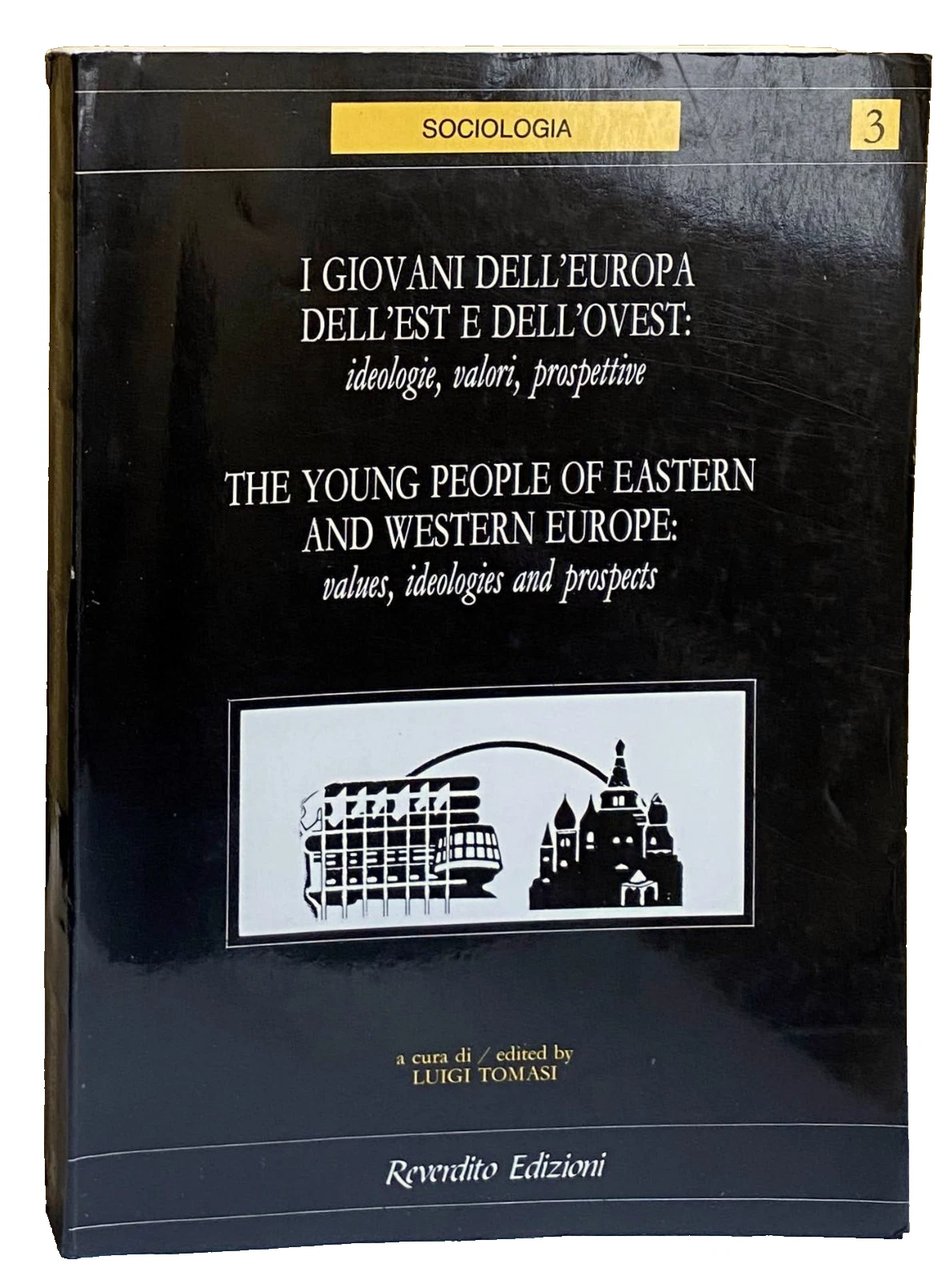 SOCIOLOGIA
3
I GIOVANI DELL'EUROPA
DELL'EST E DELL'OVEST:
ideologie, valori, prospettive
THE YOUNG PEOPLE OF EASTERN
AND WESTERN EUROPE:
values, ideologies and prospects
a cura di / edited by
LUIGI TOMASI
Reverdito Edizioni